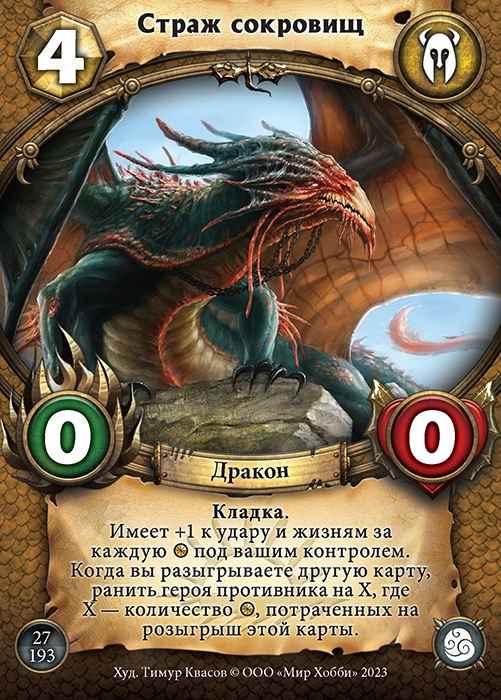 Страж сокровищ
4
0
0
Дракон
Кладка.
Имеет +1 к удару и жизням за
каждую под вашим контролем.
Когда вы разыгрываете другую карту,
ранить героя противника на X, где
X — количество , потраченных на
розыгрыш этой карты.
27
193
Худ. Тимур Квасов © ООО «Мир Хобби» 2023